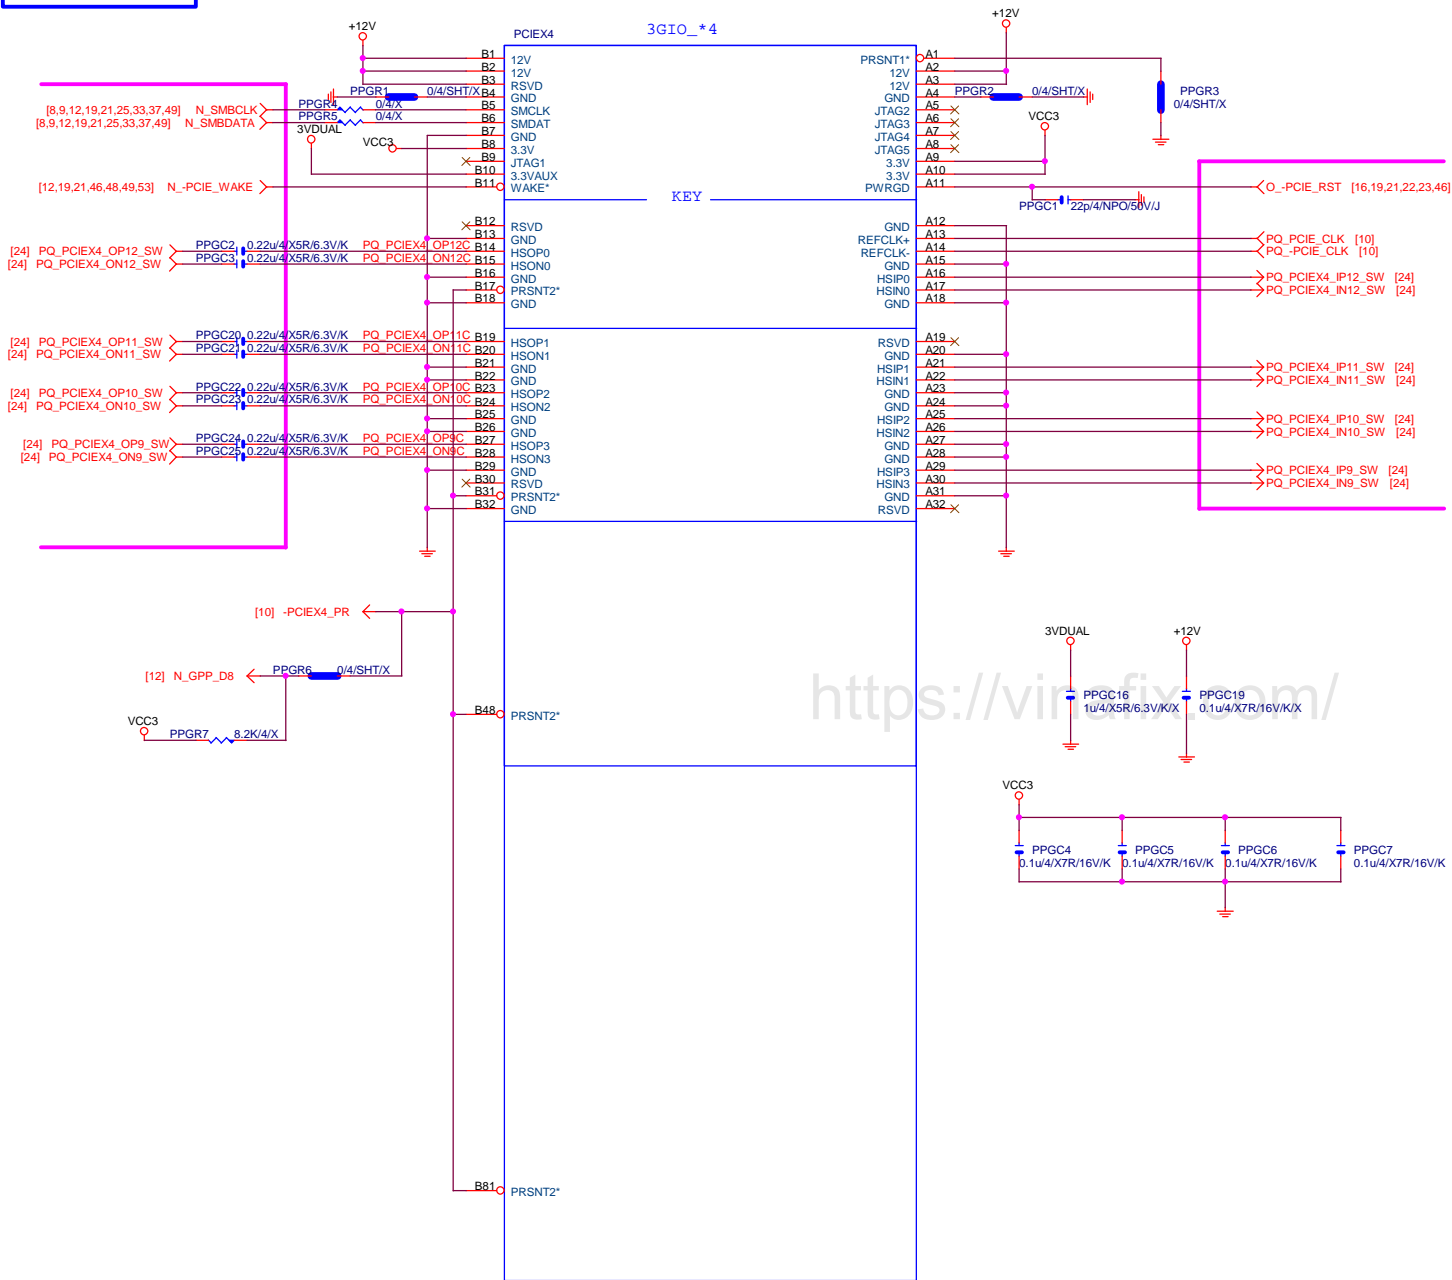 +12V
+12V
PCIEX4
3GIO_*4
B1 12V
B2 12V
B3 RSVD
B4 GND
B5 SMCLK
B6 SMDAT
B7 GND
B8 3.3V
B9 JTAG1
B10 3.3VAUX
B11 WAKE*
PRSNT1* A1
12V A2
12V A3
GND A4
JTAG2 A5
JTAG3 A6
JTAG4 A7
JTAG5 A8
3.3V A9
3.3V A10
PWRGD A11
PPGR1 0/4/SHT/X
PPGR2 0/4/SHT/X
PPGR3
0/4/SHT/X
[8,9,12,19,21,25,33,37,49] N_SMBCLK PPGR4 0/4/X
[8,9,12,19,21,25,33,37,49] N_SMBDATA PPGR5 0/4/X
3VDUAL
VCC3
VCC3
[12,19,21,46,48,49,53] N_-PCIE_WAKE
O_-PCIE_RST [16,19,21,22,23,46]
PPGC1 22p/4/NPO/50V/J
KEY
B12 RSVD
B13 GND
B14 HSOP0
B15 HSON0
B16 GND
B17 PRSNT2*
B18 GND
GND A12
REFCLK+ A13
REFCLK- A14
GND A15
HSIP0 A16
HSIN0 A17
GND A18
[24] PQ_PCIEX4_OP12_SW PPGC2 0.22u/4/X5R/6.3V/K PQ_PCIEX4_OP12C
[24] PQ_PCIEX4_ON12_SW PPGC3 0.22u/4/X5R/6.3V/K PQ_PCIEX4_ON12C
PQ_PCIE_CLK [10]
PQ_-PCIE_CLK [10]
PQ_PCIEX4_IP12_SW [24]
PQ_PCIEX4_IN12_SW [24]
B19 HSOP1
B20 HSON1
B21 GND
B22 GND
B23 HSOP2
B24 HSON2
B25 GND
B26 GND
B27 HSOP3
B28 HSON3
B29 GND
B30 RSVD
B31 PRSNT2*
B32 GND
RSVD A19
GND A20
HSIP1 A21
HSIN1 A22
GND A23
GND A24
HSIP2 A25
HSIN2 A26
GND A27
GND A28
HSIP3 A29
HSIN3 A30
GND A31
RSVD A32
[24] PQ_PCIEX4_OP11_SW PPGC20 0.22u/4/X5R/6.3V/K PQ_PCIEX4_OP11C
[24] PQ_PCIEX4_ON11_SW PPGC21 0.22u/4/X5R/6.3V/K PQ_PCIEX4_ON11C
[24] PQ_PCIEX4_OP10_SW PPGC22 0.22u/4/X5R/6.3V/K PQ_PCIEX4_OP10C
[24] PQ_PCIEX4_ON10_SW PPGC23 0.22u/4/X5R/6.3V/K PQ_PCIEX4_ON10C
[24] PQ_PCIEX4_OP9_SW PPGC24 0.22u/4/X5R/6.3V/K PQ_PCIEX4_OP9C
[24] PQ_PCIEX4_ON9_SW PPGC25 0.22u/4/X5R/6.3V/K PQ_PCIEX4_ON9C
PQ_PCIEX4_IP11_SW [24]
PQ_PCIEX4_IN11_SW [24]
PQ_PCIEX4_IP10_SW [24]
PQ_PCIEX4_IN10_SW [24]
PQ_PCIEX4_IP9_SW [24]
PQ_PCIEX4_IN9_SW [24]
[10] -PCIEX4_PR
[12] N_GPP_D8 PPGR6 0/4/SHT/X
VCC3
PPGR7 8.2K/4/X
B48 PRSNT2*
B81 PRSNT2*
3VDUAL
PPGC16
1u/4/X5R/6.3V/K/X
+12V
PPGC19
0.1u/4/X7R/16V/K/X
https://vinafix.com/
VCC3
PPGC4
0.1u/4/X7R/16V/K
PPGC5
0.1u/4/X7R/16V/K
PPGC6
0.1u/4/X7R/16V/K
PPGC7
0.1u/4/X7R/16V/K